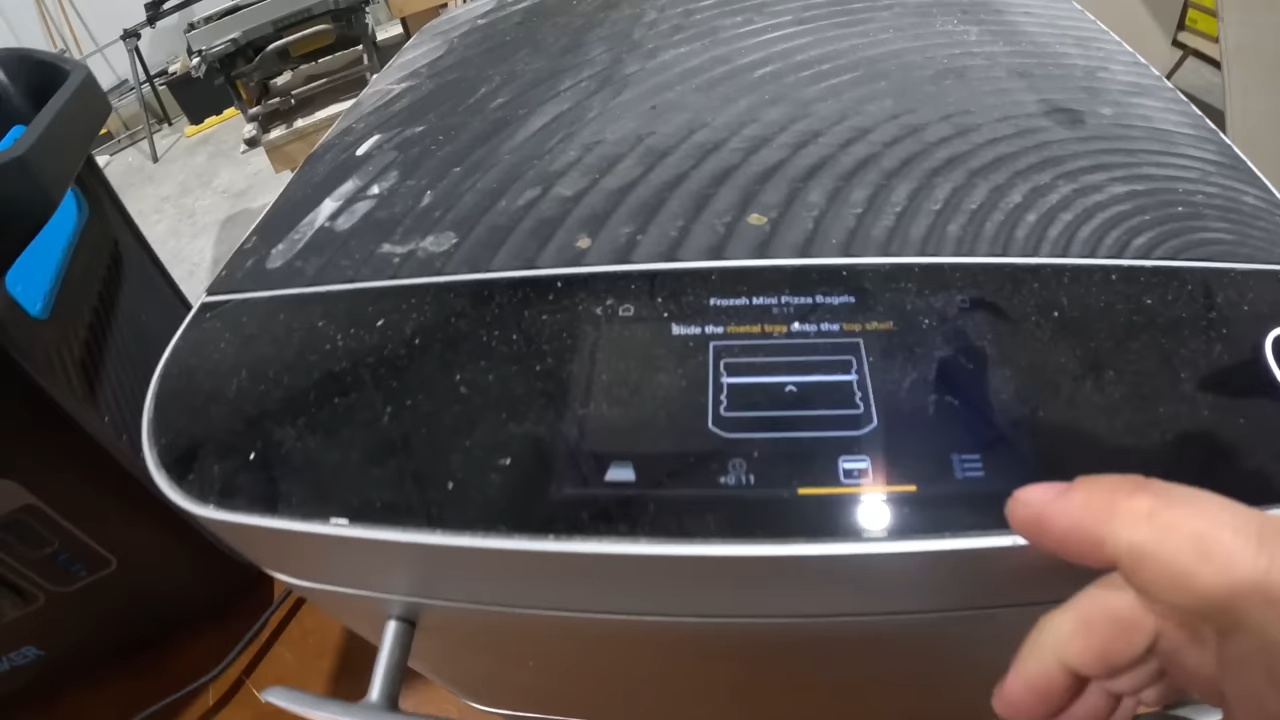 Frozen Mini Pizza Bagels
Slide the metal tray onto the top shelf.
+0:11